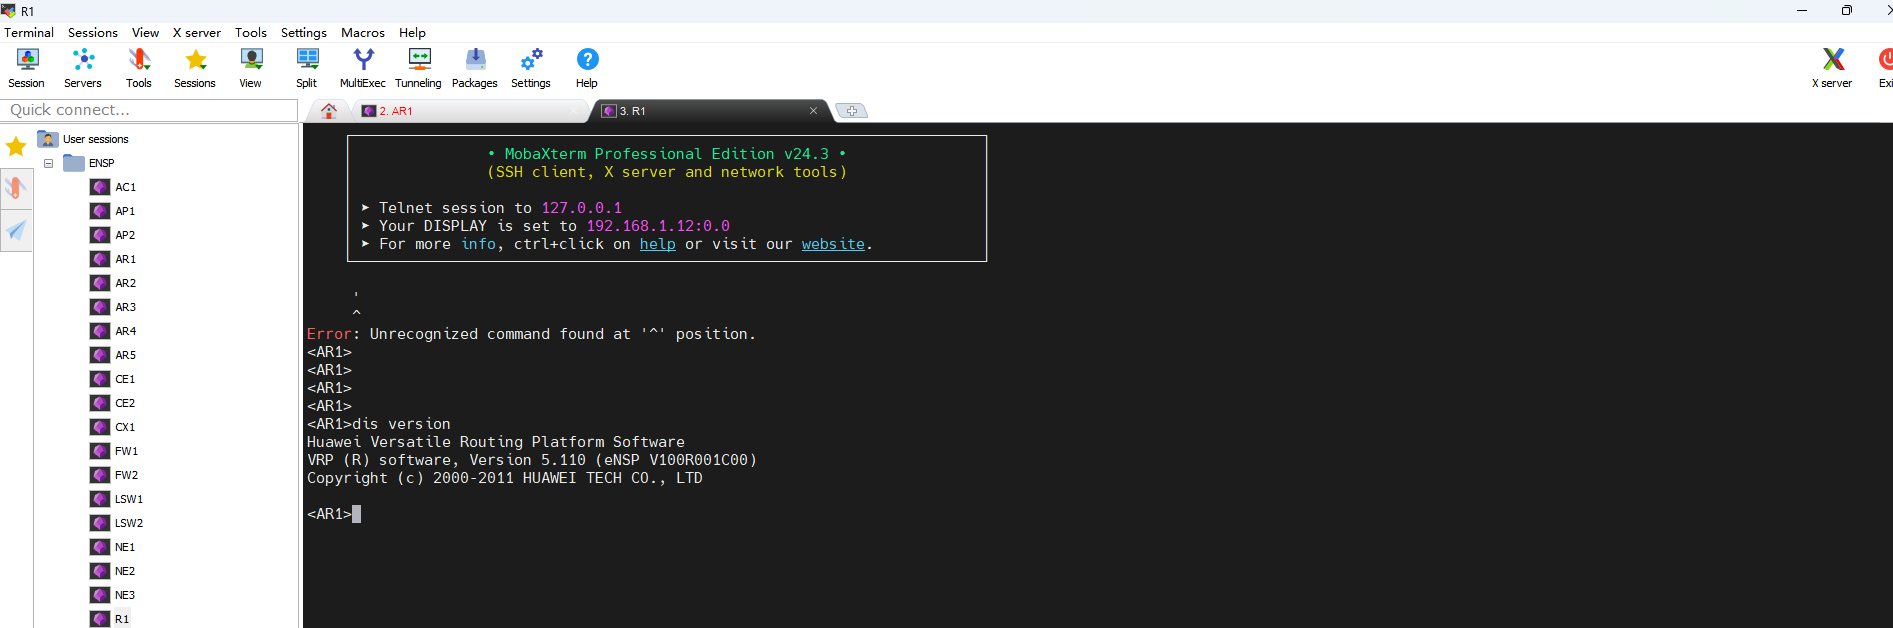 R1
Terminal Sessions View X server Tools Settings Macros Help
Session Servers Tools Sessions View Split MultiExec Tunneling Packages Settings Help X server Exi
Quick connect...
2. AR1
3. R1
User sessions
ENSP
AC1
AP1
AP2
AR1
AR2
AR3
AR4
AR5
CE1
CE2
CX1
FW1
FW2
LSW1
LSW2
NE1
NE2
NE3
R1
• MobaXterm Professional Edition v24.3 •
(SSH client, X server and network tools)
➤ Telnet session to 127.0.0.1
➤ Your DISPLAY is set to 192.168.1.12:0.0
➤ For more info, ctrl+click on help or visit our website.
'
^
Error: Unrecognized command found at '^' position.
<AR1>
<AR1>
<AR1>
<AR1>
<AR1>dis version
Huawei Versatile Routing Platform Software
VRP (R) software, Version 5.110 (eNSP V100R001C00)
Copyright (c) 2000-2011 HUAWEI TECH CO., LTD
<AR1>